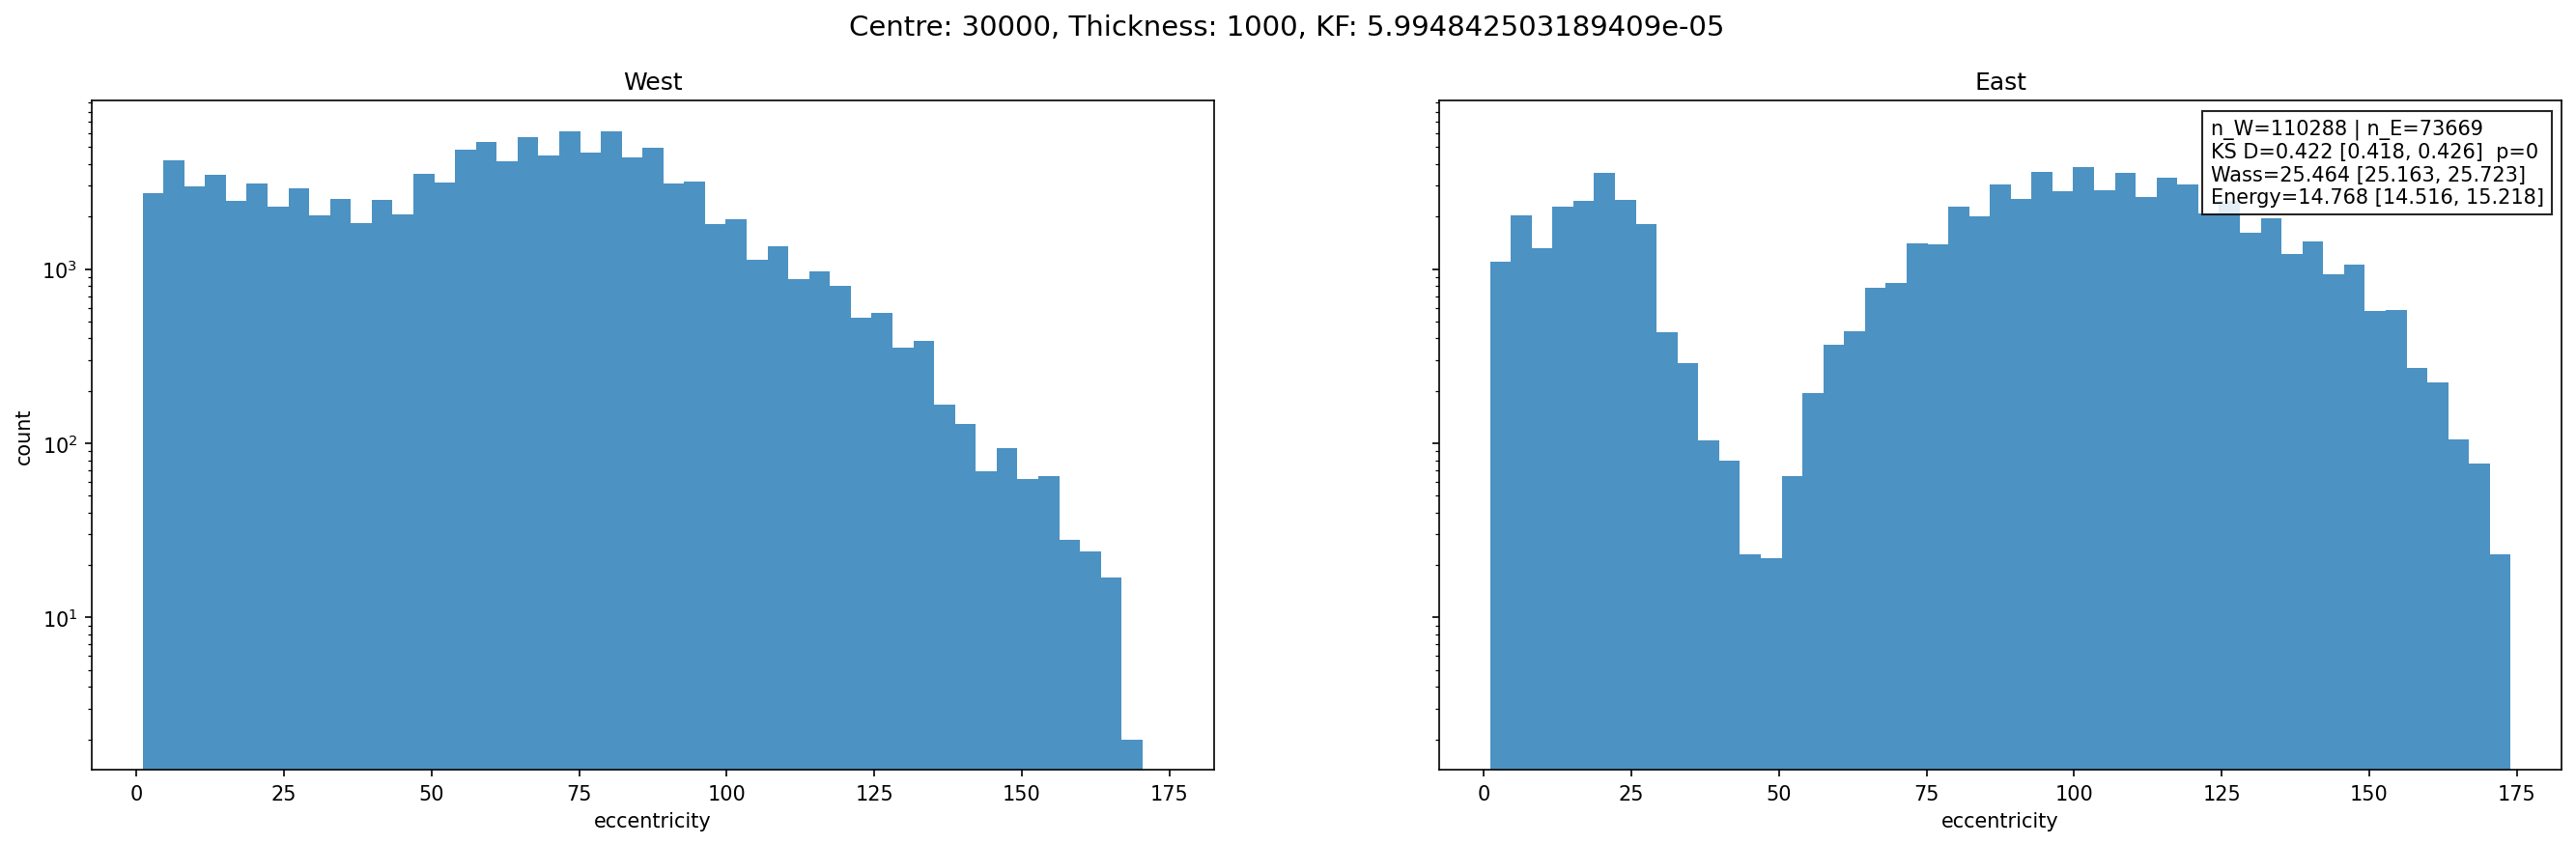 Centre: 30000, Thickness: 1000, KF: 5.994842503189409e-05
West
East
n_W=110288 | n_E=73669
KS D=0.422 [0.418, 0.426]  p=0
Wass=25.464 [25.163, 25.723]
Energy=14.768 [14.516, 15.218]
10³
10²
10¹
count
0 25 50 75 100 125 150 175
0 25 50 75 100 125 150 175
eccentricity
eccentricity